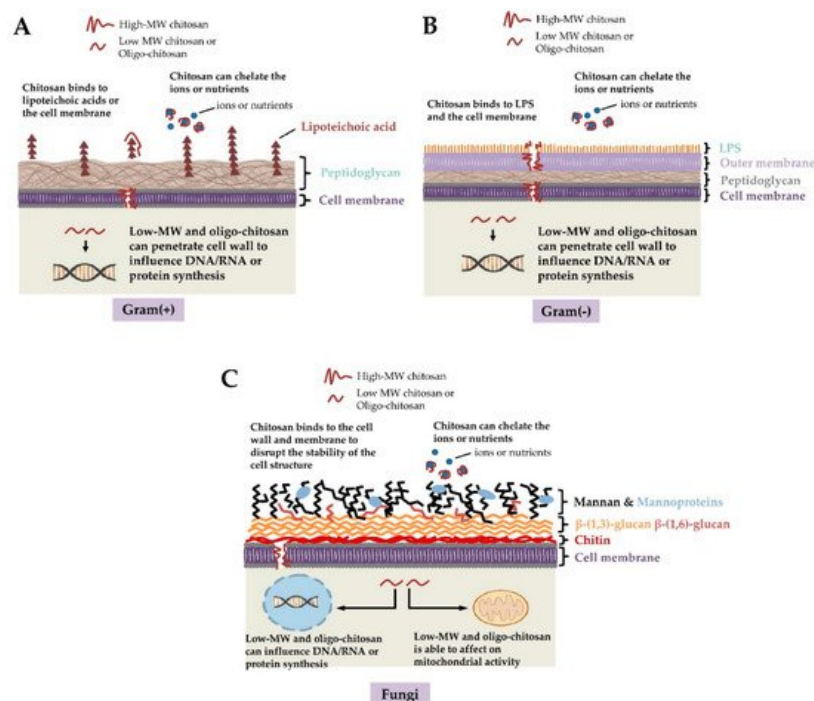 A
High-MW chitosan
Low MW chitosan or
Oligo-chitosan
Chitosan binds to
lipoteichoic acids or
the cell membrane
Chitosan can chelate the
ions or nutrients
ions or nutrients
Lipoteichoic acid
Peptidoglycan
Cell membrane
Low-MW and oligo-chitosan
can penetrate cell wall to
influence DNA/RNA or
protein synthesis
Gram(+)
B
High-MW chitosan
Low MW chitosan or
Oligo-chitosan
Chitosan binds to LPS
and the cell membrane
Chitosan can chelate the
ions or nutrients
ions or nutrients
LPS
Outer membrane
Peptidoglycan
Cell membrane
Low-MW and oligo-chitosan
can penetrate cell wall to
influence DNA/RNA or
protein synthesis
Gram(-)
C
High-MW chitosan
Low MW chitosan or
Oligo-chitosan
Chitosan binds to the cell
wall and membrane to
disrupt the stability of the
cell structure
Chitosan can chelate the
ions or nutrients
ions or nutrients
Mannan & Mannoproteins
β-(1,3)-glucan β-(1,6)-glucan
Chitin
Cell membrane
Low-MW and oligo-chitosan
can influence DNA/RNA or
protein synthesis
Low-MW and oligo-chitosan
is able to affect on
mitochondrial activity
Fungi